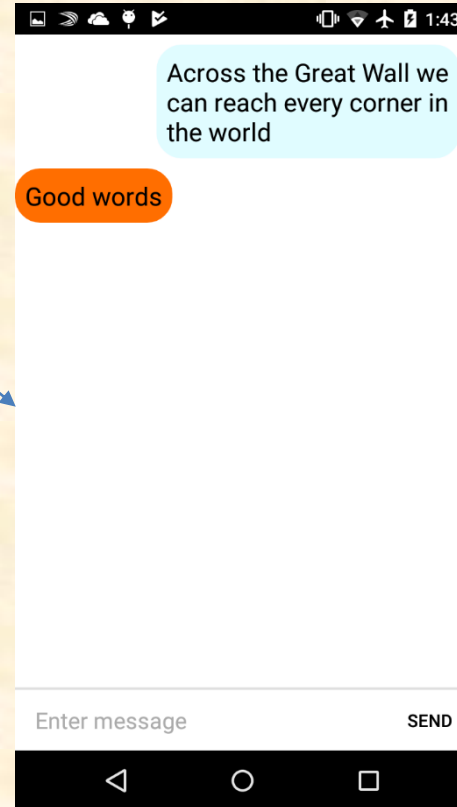 1:43
Across the Great Wall we
can reach every corner in
the world
Good words
Enter message SEND